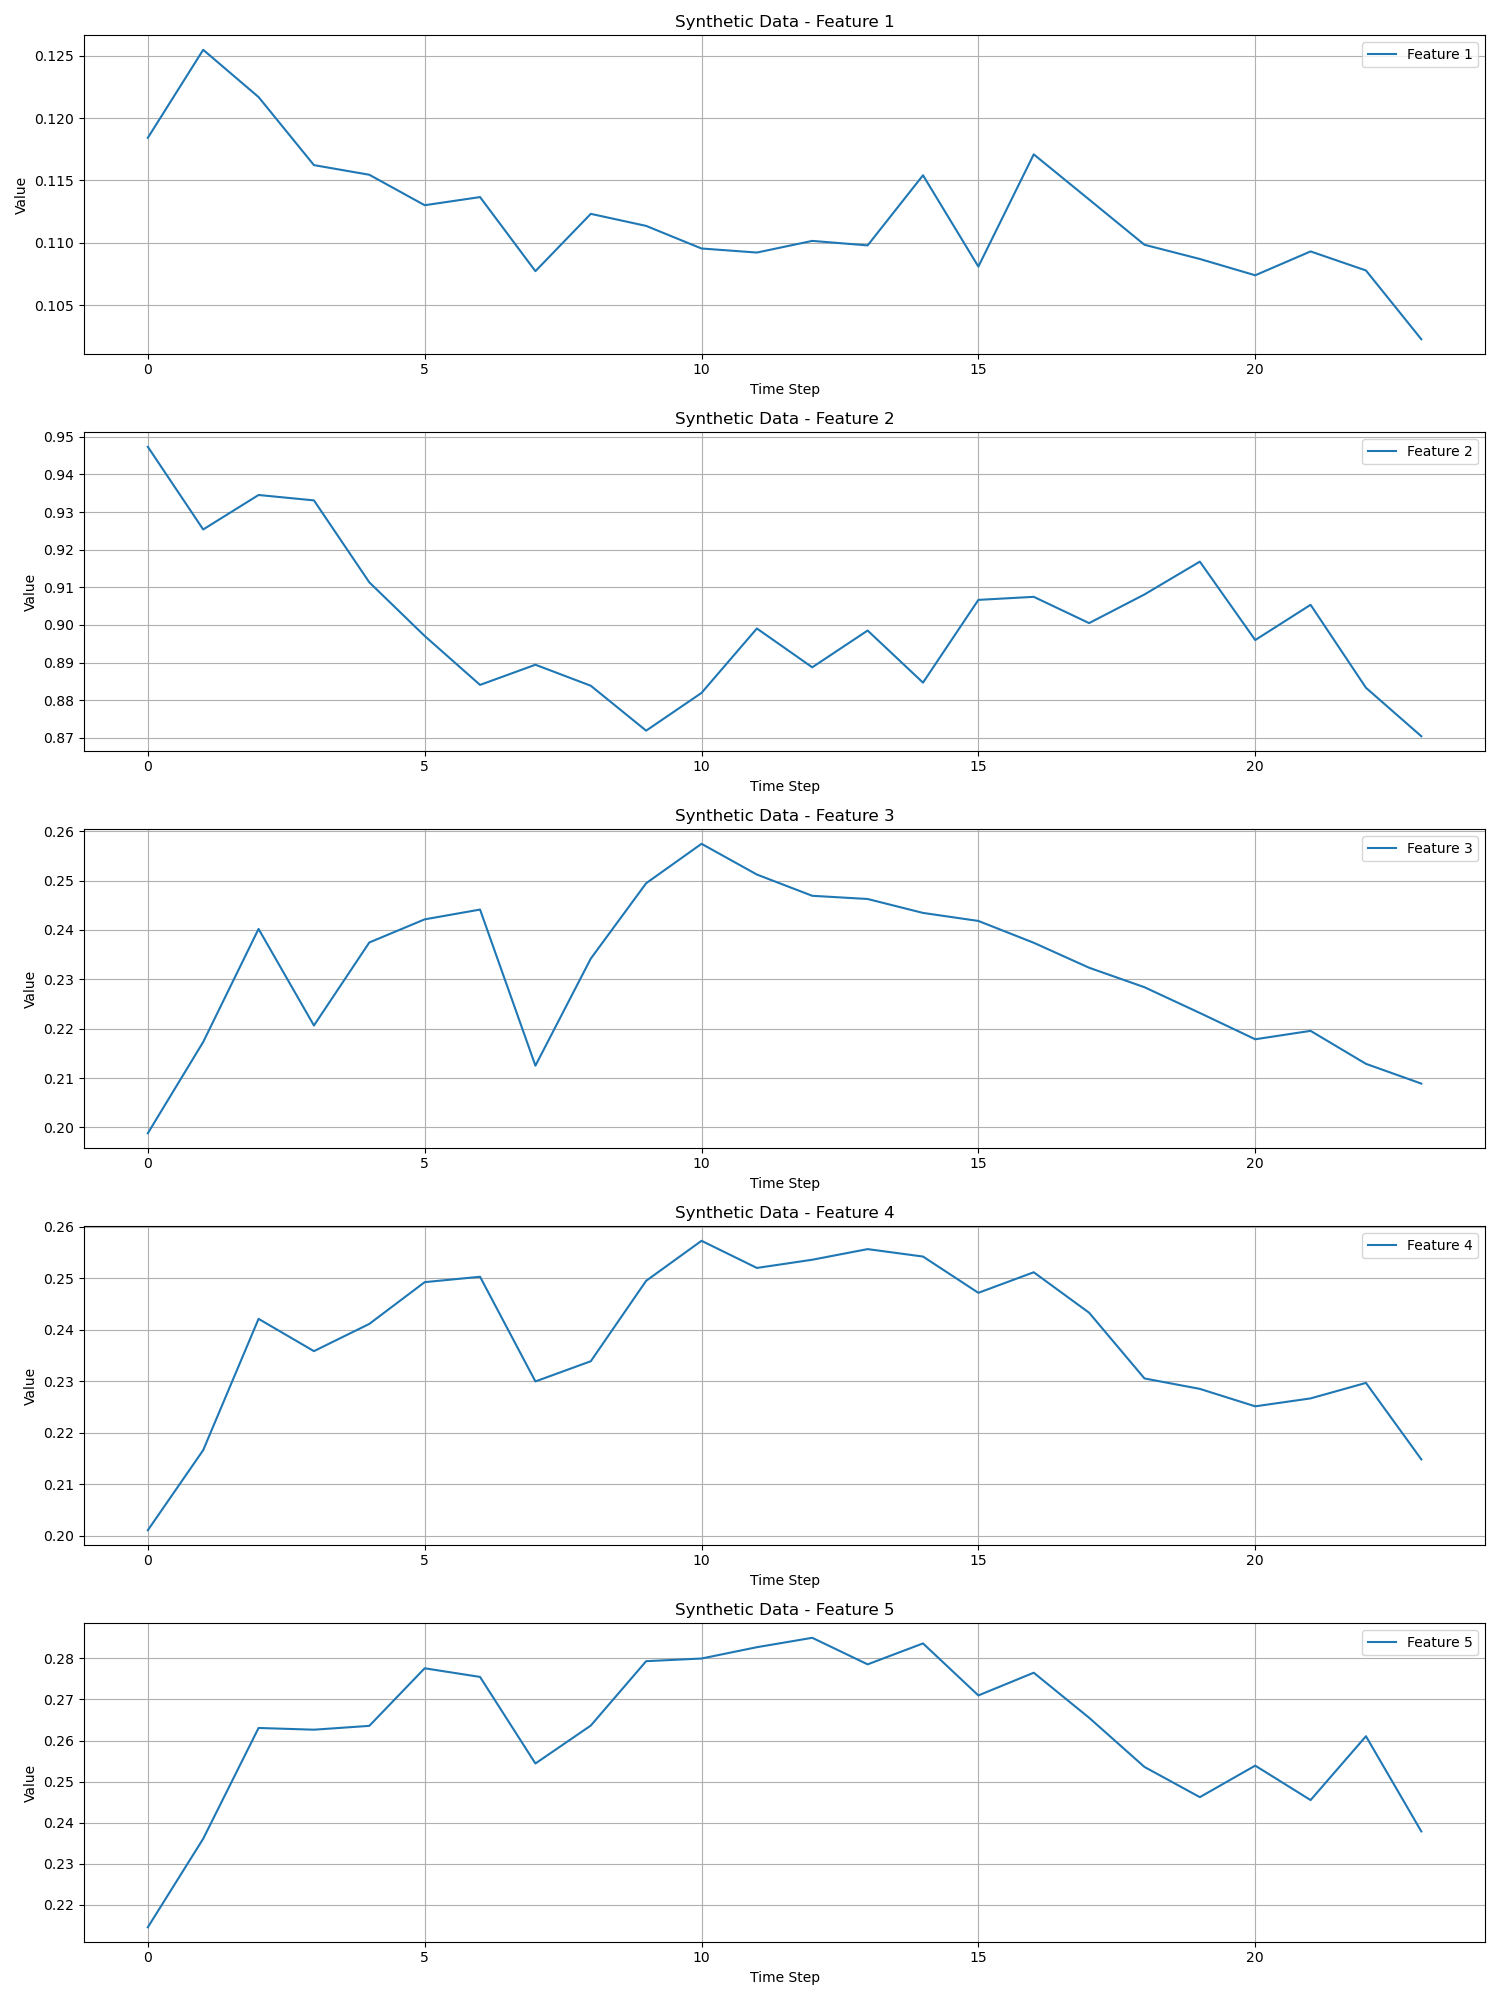 Synthetic Data - Feature 1
Feature 1
0.125
0.120
0.115
0.110
0.105
Value
0 5 10 15 20
Time Step
Synthetic Data - Feature 2
Feature 2
0.95
0.94
0.93
0.92
0.91
0.90
0.89
0.88
0.87
Value
0 5 10 15 20
Time Step
Synthetic Data - Feature 3
Feature 3
0.26
0.25
0.24
0.23
0.22
0.21
0.20
Value
0 5 10 15 20
Time Step
Synthetic Data - Feature 4
Feature 4
0.26
0.25
0.24
0.23
0.22
0.21
0.20
Value
0 5 10 15 20
Time Step
Synthetic Data - Feature 5
Feature 5
0.28
0.27
0.26
0.25
0.24
0.23
0.22
Value
0 5 10 15 20
Time Step